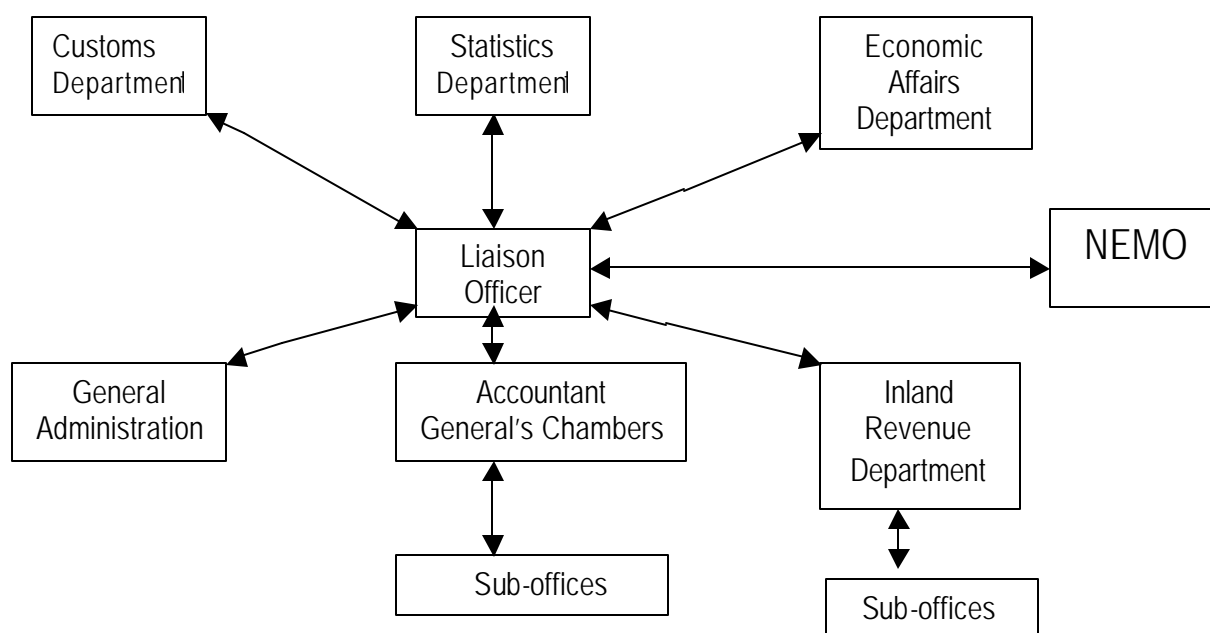 Customs
Department
Statistics
Department
Economic
Affairs
Department
NEMO
Liaison
Officer
General
Administration
Accountant
General's Chambers
Inland
Revenue
Department
Sub-offices
Sub-offices